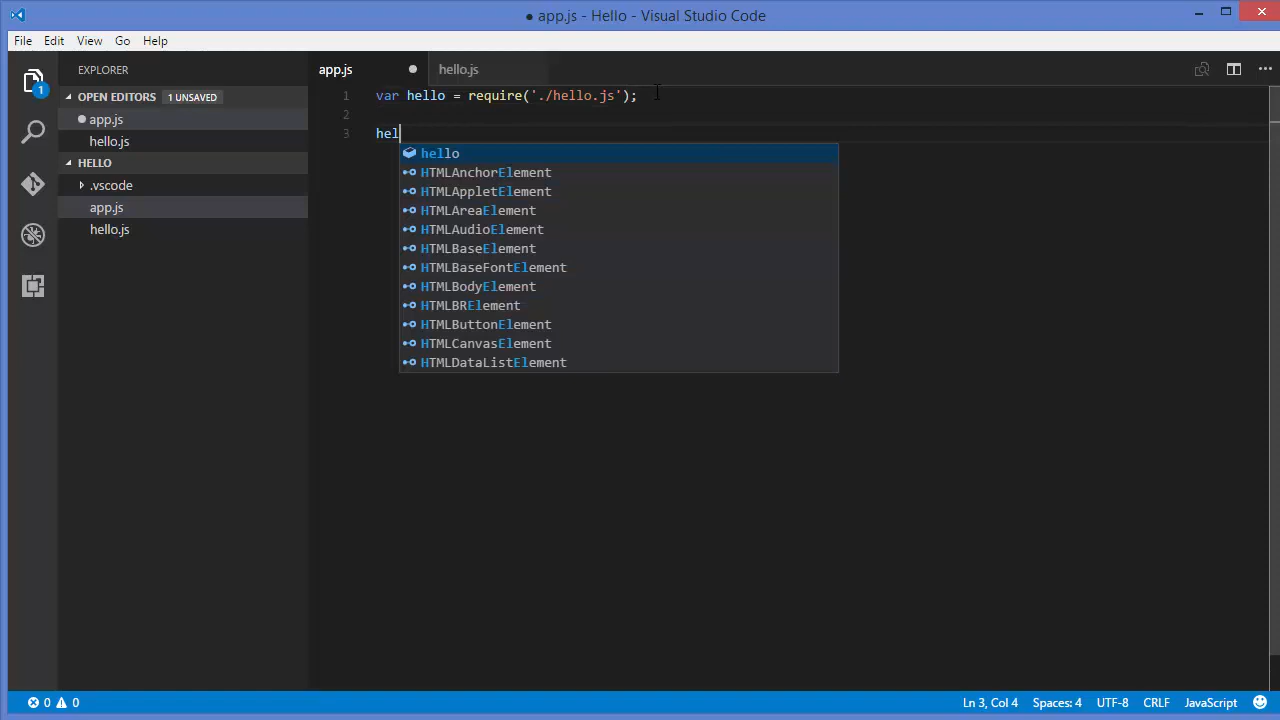 ● app.js - Hello - Visual Studio Code
File Edit View Go Help
EXPLORER
OPEN EDITORS 1 UNSAVED
app.js
hello.js
HELLO
.vscode
app.js
hello.js
1
app.js
hello.js
1 var hello = require('./hello.js');
2
3 hel
hello
HTMLAnchorElement
HTMLAppletElement
HTMLAreaElement
HTMLAudioElement
HTMLBaseElement
HTMLBaseFontElement
HTMLBodyElement
HTMLBRElement
HTMLButtonElement
HTMLCanvasElement
HTMLDataListElement
0 0 Ln 3, Col 4 Spaces: 4 UTF-8 CRLF JavaScript